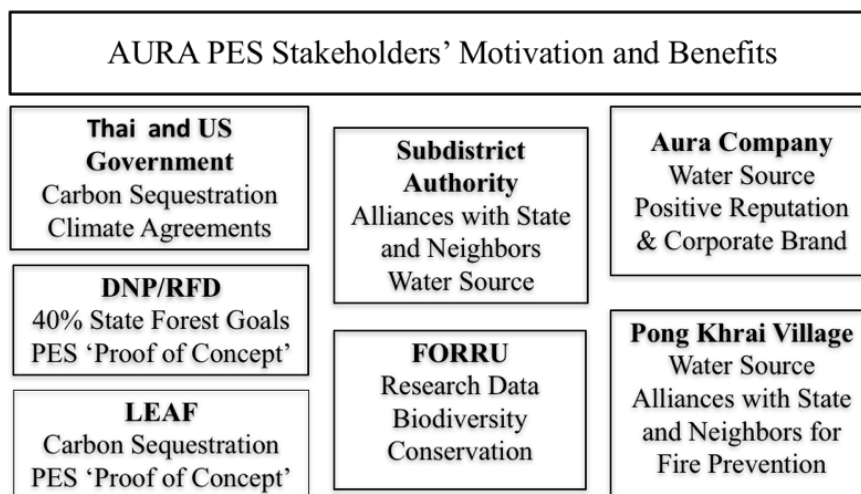 AURA PES Stakeholders’ Motivation and Benefits
Thai and US
Government
Carbon Sequestration
Climate Agreements
DNP/RFD
40% State Forest Goals
PES ‘Proof of Concept’
LEAF
Carbon Sequestration
PES ‘Proof of Concept’
Subdistrict
Authority
Alliances with State
and Neighbors
Water Source
FORRU
Research Data
Biodiversity
Conservation
Aura Company
Water Source
Positive Reputation
& Corporate Brand
Pong Khrai Village
Water Source
Alliances with State
and Neighbors for
Fire Prevention